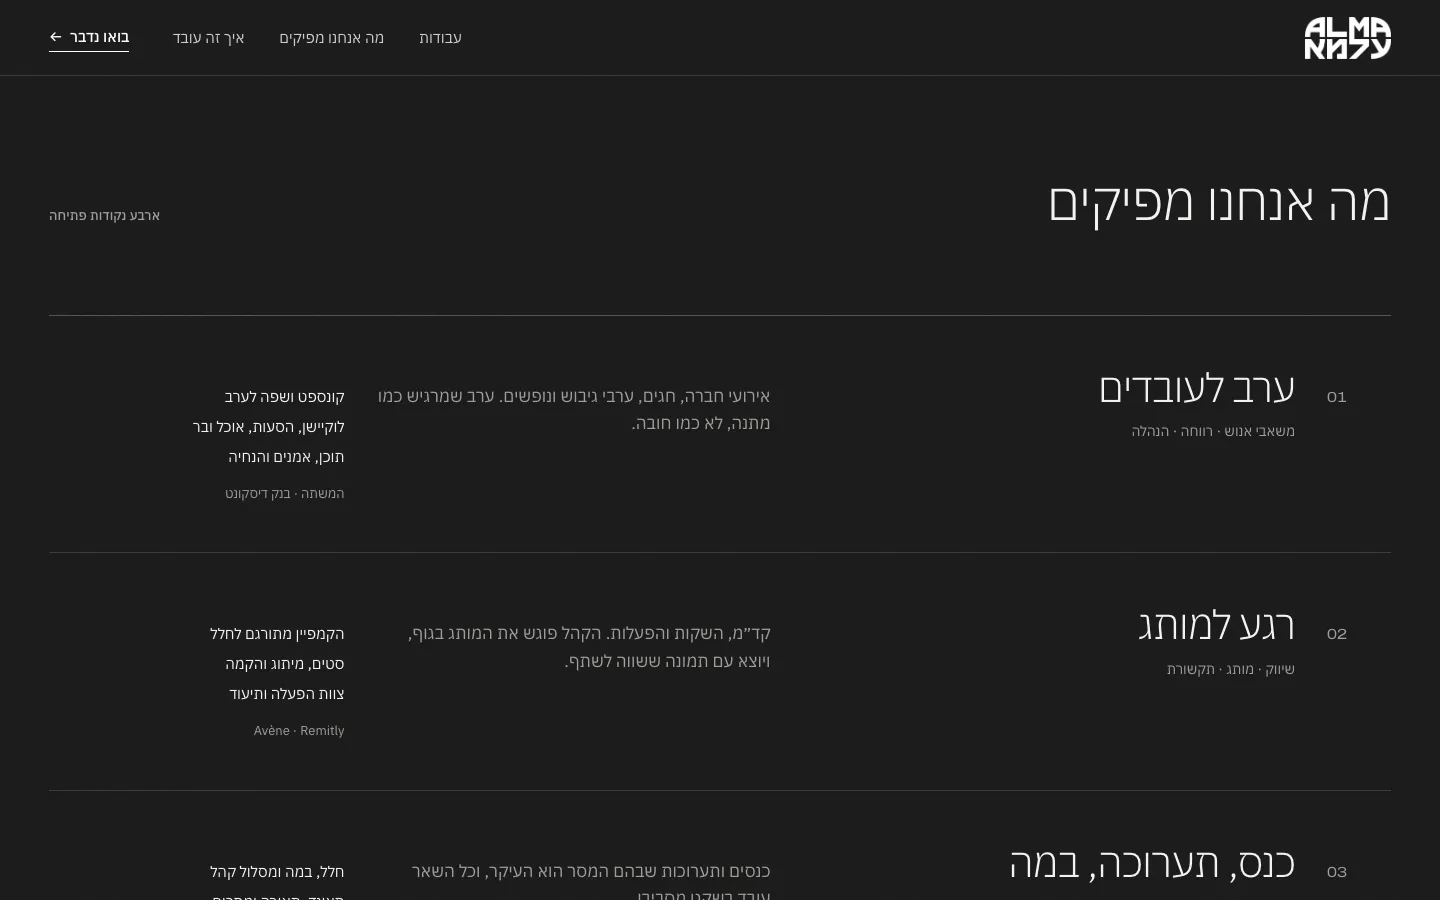 ALMA
עלמא
עבודות
מה אנחנו מפיקים
איך זה עובד
בואו נדבר ←
מה אנחנו מפיקים
ארבע נקודות פתיחה
01
ערב לעובדים
משאבי אנוש · רווחה · הנהלה
אירועי חברה, חגים, ערבי גיבוש ונופשים. ערב שמרגיש כמו
מתנה, לא כמו חובה.
קונספט ושפה לערב
לוקיישן, הסעות, אוכל ובר
תוכן, אמנים והנחיה
המשתה · בנק דיסקונט
02
רגע למותג
שיווק · מותג · תקשורת
קד״מ, השקות והפעלות. הקהל פוגש את המותג בגוף,
ויוצא עם תמונה ששווה לשתף.
הקמפיין מתורגם לחלל
סטים, מיתוג והקמה
צוות הפעלה ותיעוד
Avène · Remitly
03
כנס, תערוכה, במה
כנסים ותערוכות שבהם המסר הוא העיקר, וכל השאר
חלל, במה ומסלול קהל